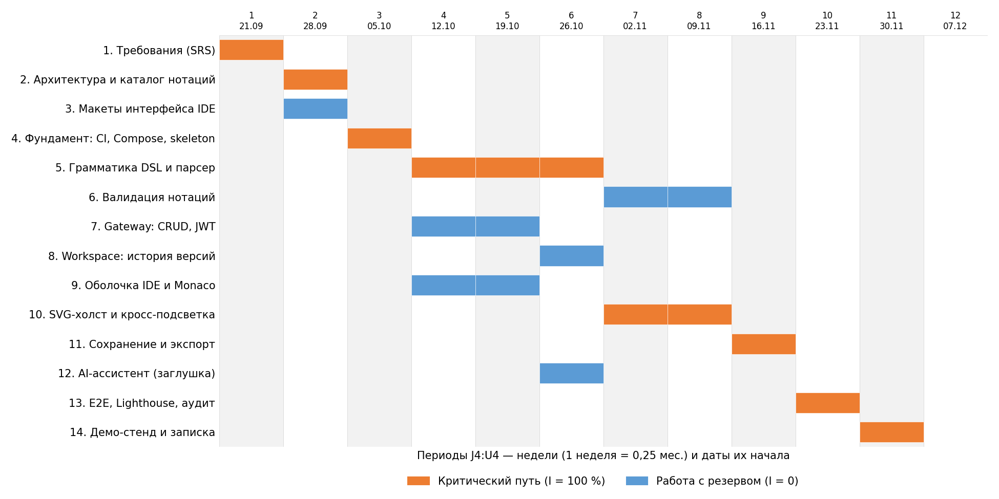 1 2 3 4 5 6 7 8 9 10 11 12
21.09 28.09 05.10 12.10 19.10 26.10 02.11 09.11 16.11 23.11 30.11 07.12
1. Требования (SRS)
2. Архитектура и каталог нотаций
3. Макеты интерфейса IDE
4. Фундамент: CI, Compose, skeleton
5. Грамматика DSL и парсер
6. Валидация нотаций
7. Gateway: CRUD, JWT
8. Workspace: история версий
9. Оболочка IDE и Monaco
10. SVG-холст и кросс-подсветка
11. Сохранение и экспорт
12. AI-ассистент (заглушка)
13. E2E, Lighthouse, аудит
14. Демо-стенд и записка
Периоды J4:U4 — недели (1 неделя = 0,25 мес.) и даты их начала
Критический путь (I = 100 %) Работа с резервом (I = 0)